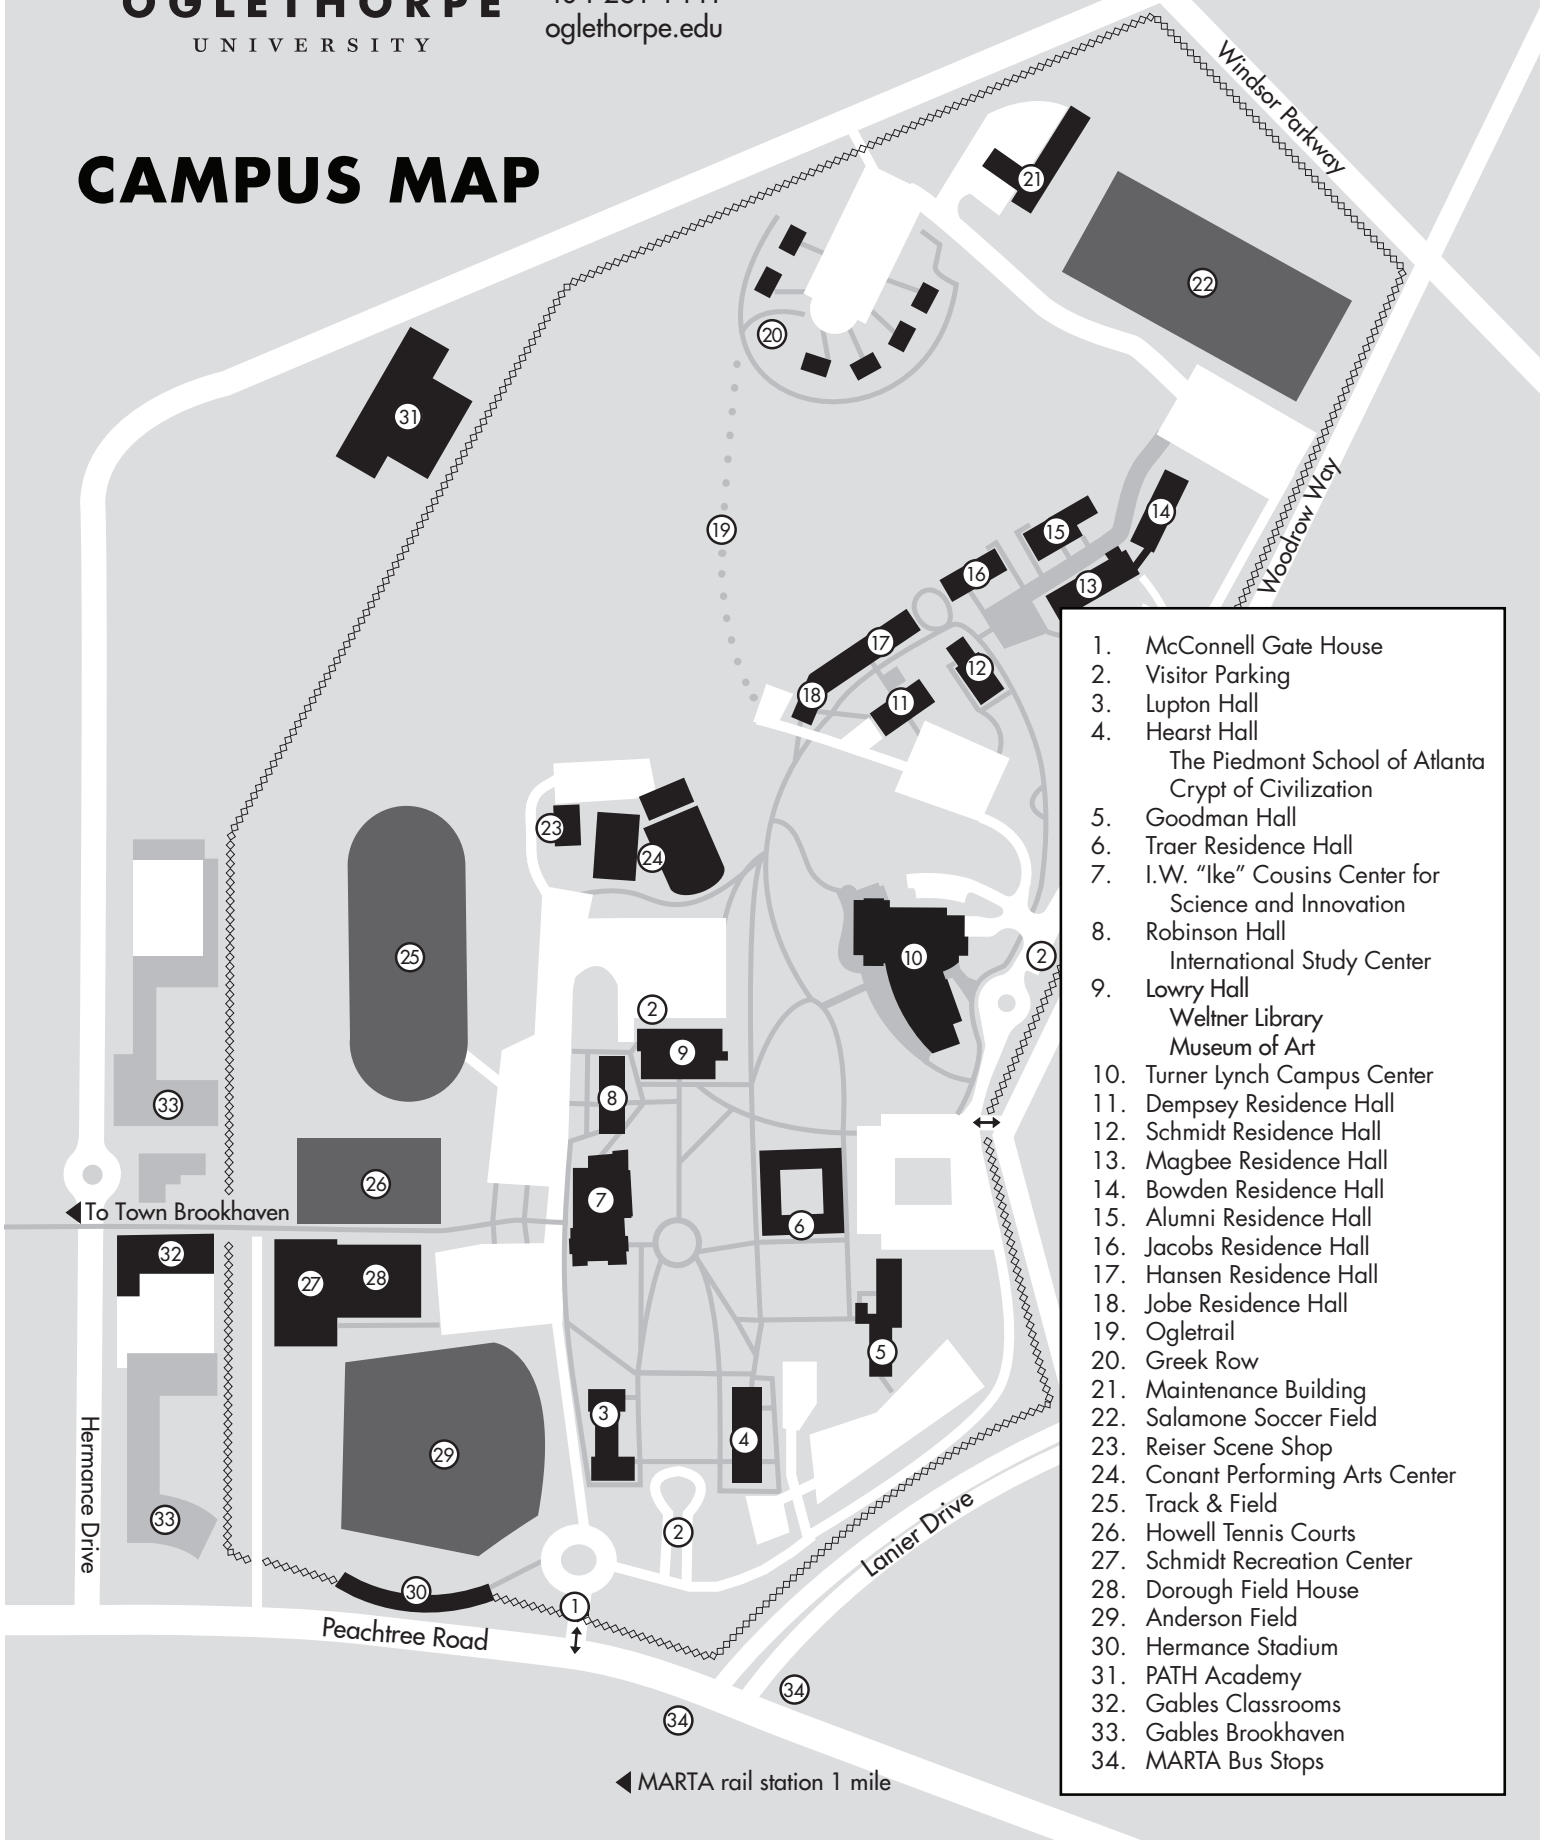 OGLETHORPE
UNIVERSITY
oglethorpe.edu
CAMPUS MAP
Windsor Parkway
21
22
20
31
19
14
15
16
13
Woodrow Way
17
12
18
11
23
24
25
10
2
2
9
8
33
26
7
6
To Town Brookhaven
32
27
28
5
3
4
29
Hermance Drive
33
2
Lanier Drive
30
1
Peachtree Road
34
34
MARTA rail station 1 mile
1. McConnell Gate House
2. Visitor Parking
3. Lupton Hall
4. Hearst Hall
The Piedmont School of Atlanta
Crypt of Civilization
5. Goodman Hall
6. Traer Residence Hall
7. I.W. “Ike” Cousins Center for
Science and Innovation
8. Robinson Hall
International Study Center
9. Lowry Hall
Weltner Library
Museum of Art
10. Turner Lynch Campus Center
11. Dempsey Residence Hall
12. Schmidt Residence Hall
13. Magbee Residence Hall
14. Bowden Residence Hall
15. Alumni Residence Hall
16. Jacobs Residence Hall
17. Hansen Residence Hall
18. Jobe Residence Hall
19. Ogletrail
20. Greek Row
21. Maintenance Building
22. Salamone Soccer Field
23. Reiser Scene Shop
24. Conant Performing Arts Center
25. Track & Field
26. Howell Tennis Courts
27. Schmidt Recreation Center
28. Dorough Field House
29. Anderson Field
30. Hermance Stadium
31. PATH Academy
32. Gables Classrooms
33. Gables Brookhaven
34. MARTA Bus Stops